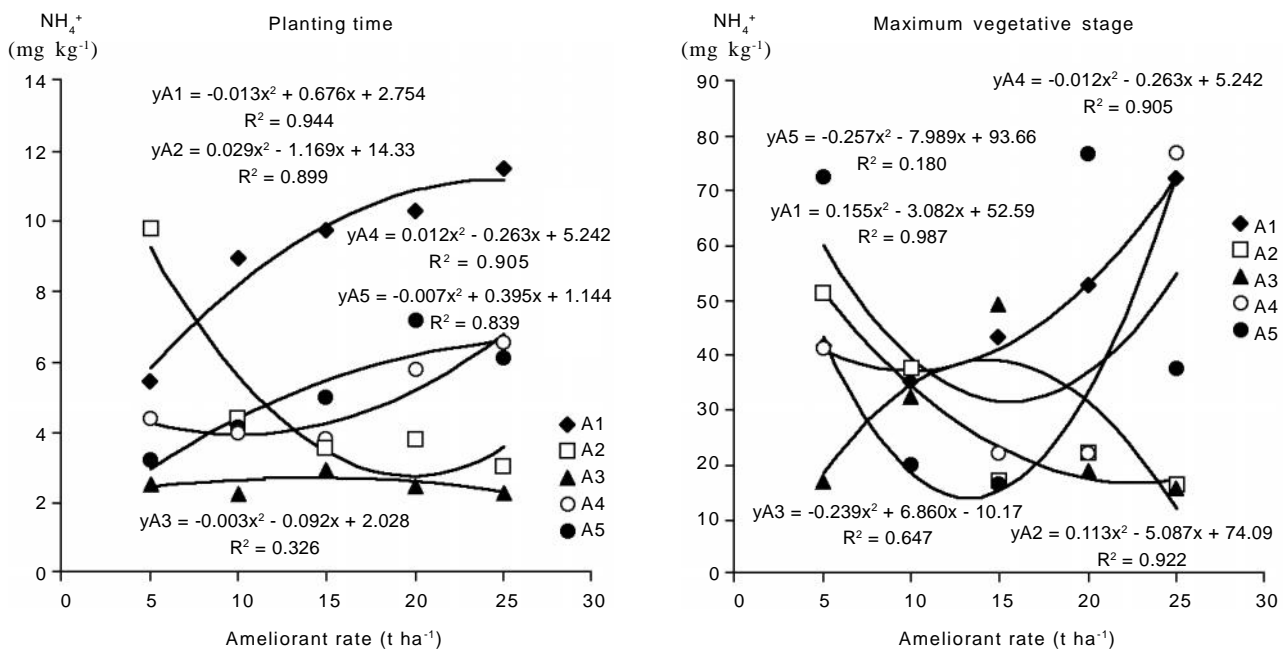 NH₄⁺
(mg kg⁻¹)
Planting time
14
12
10
8
6
4
2
0
yA1 = -0.013x² + 0.676x + 2.754
R² = 0.944
yA2 = 0.029x² - 1.169x + 14.33
R² = 0.899
yA4 = 0.012x² - 0.263x + 5.242
R² = 0.905
yA5 = -0.007x² + 0.395x + 1.144
R² = 0.839
yA3 = -0.003x² - 0.092x + 2.028
R² = 0.326
A1
A2
A3
A4
A5
0 5 10 15 20 25 30
Ameliorant rate (t ha⁻¹)
NH₄⁺
(mg kg⁻¹)
Maximum vegetative stage
90
80
70
60
50
40
30
20
10
0
yA4 = -0.012x² - 0.263x + 5.242
R² = 0.905
yA5 = -0.257x² - 7.989x + 93.66
R² = 0.180
yA1 = 0.155x² - 3.082x + 52.59
R² = 0.987
yA3 = -0.239x² + 6.860x - 10.17
R² = 0.647
yA2 = 0.113x² - 5.087x + 74.09
R² = 0.922
A1
A2
A3
A4
A5
0 5 10 15 20 25 30
Ameliorant rate (t ha⁻¹)